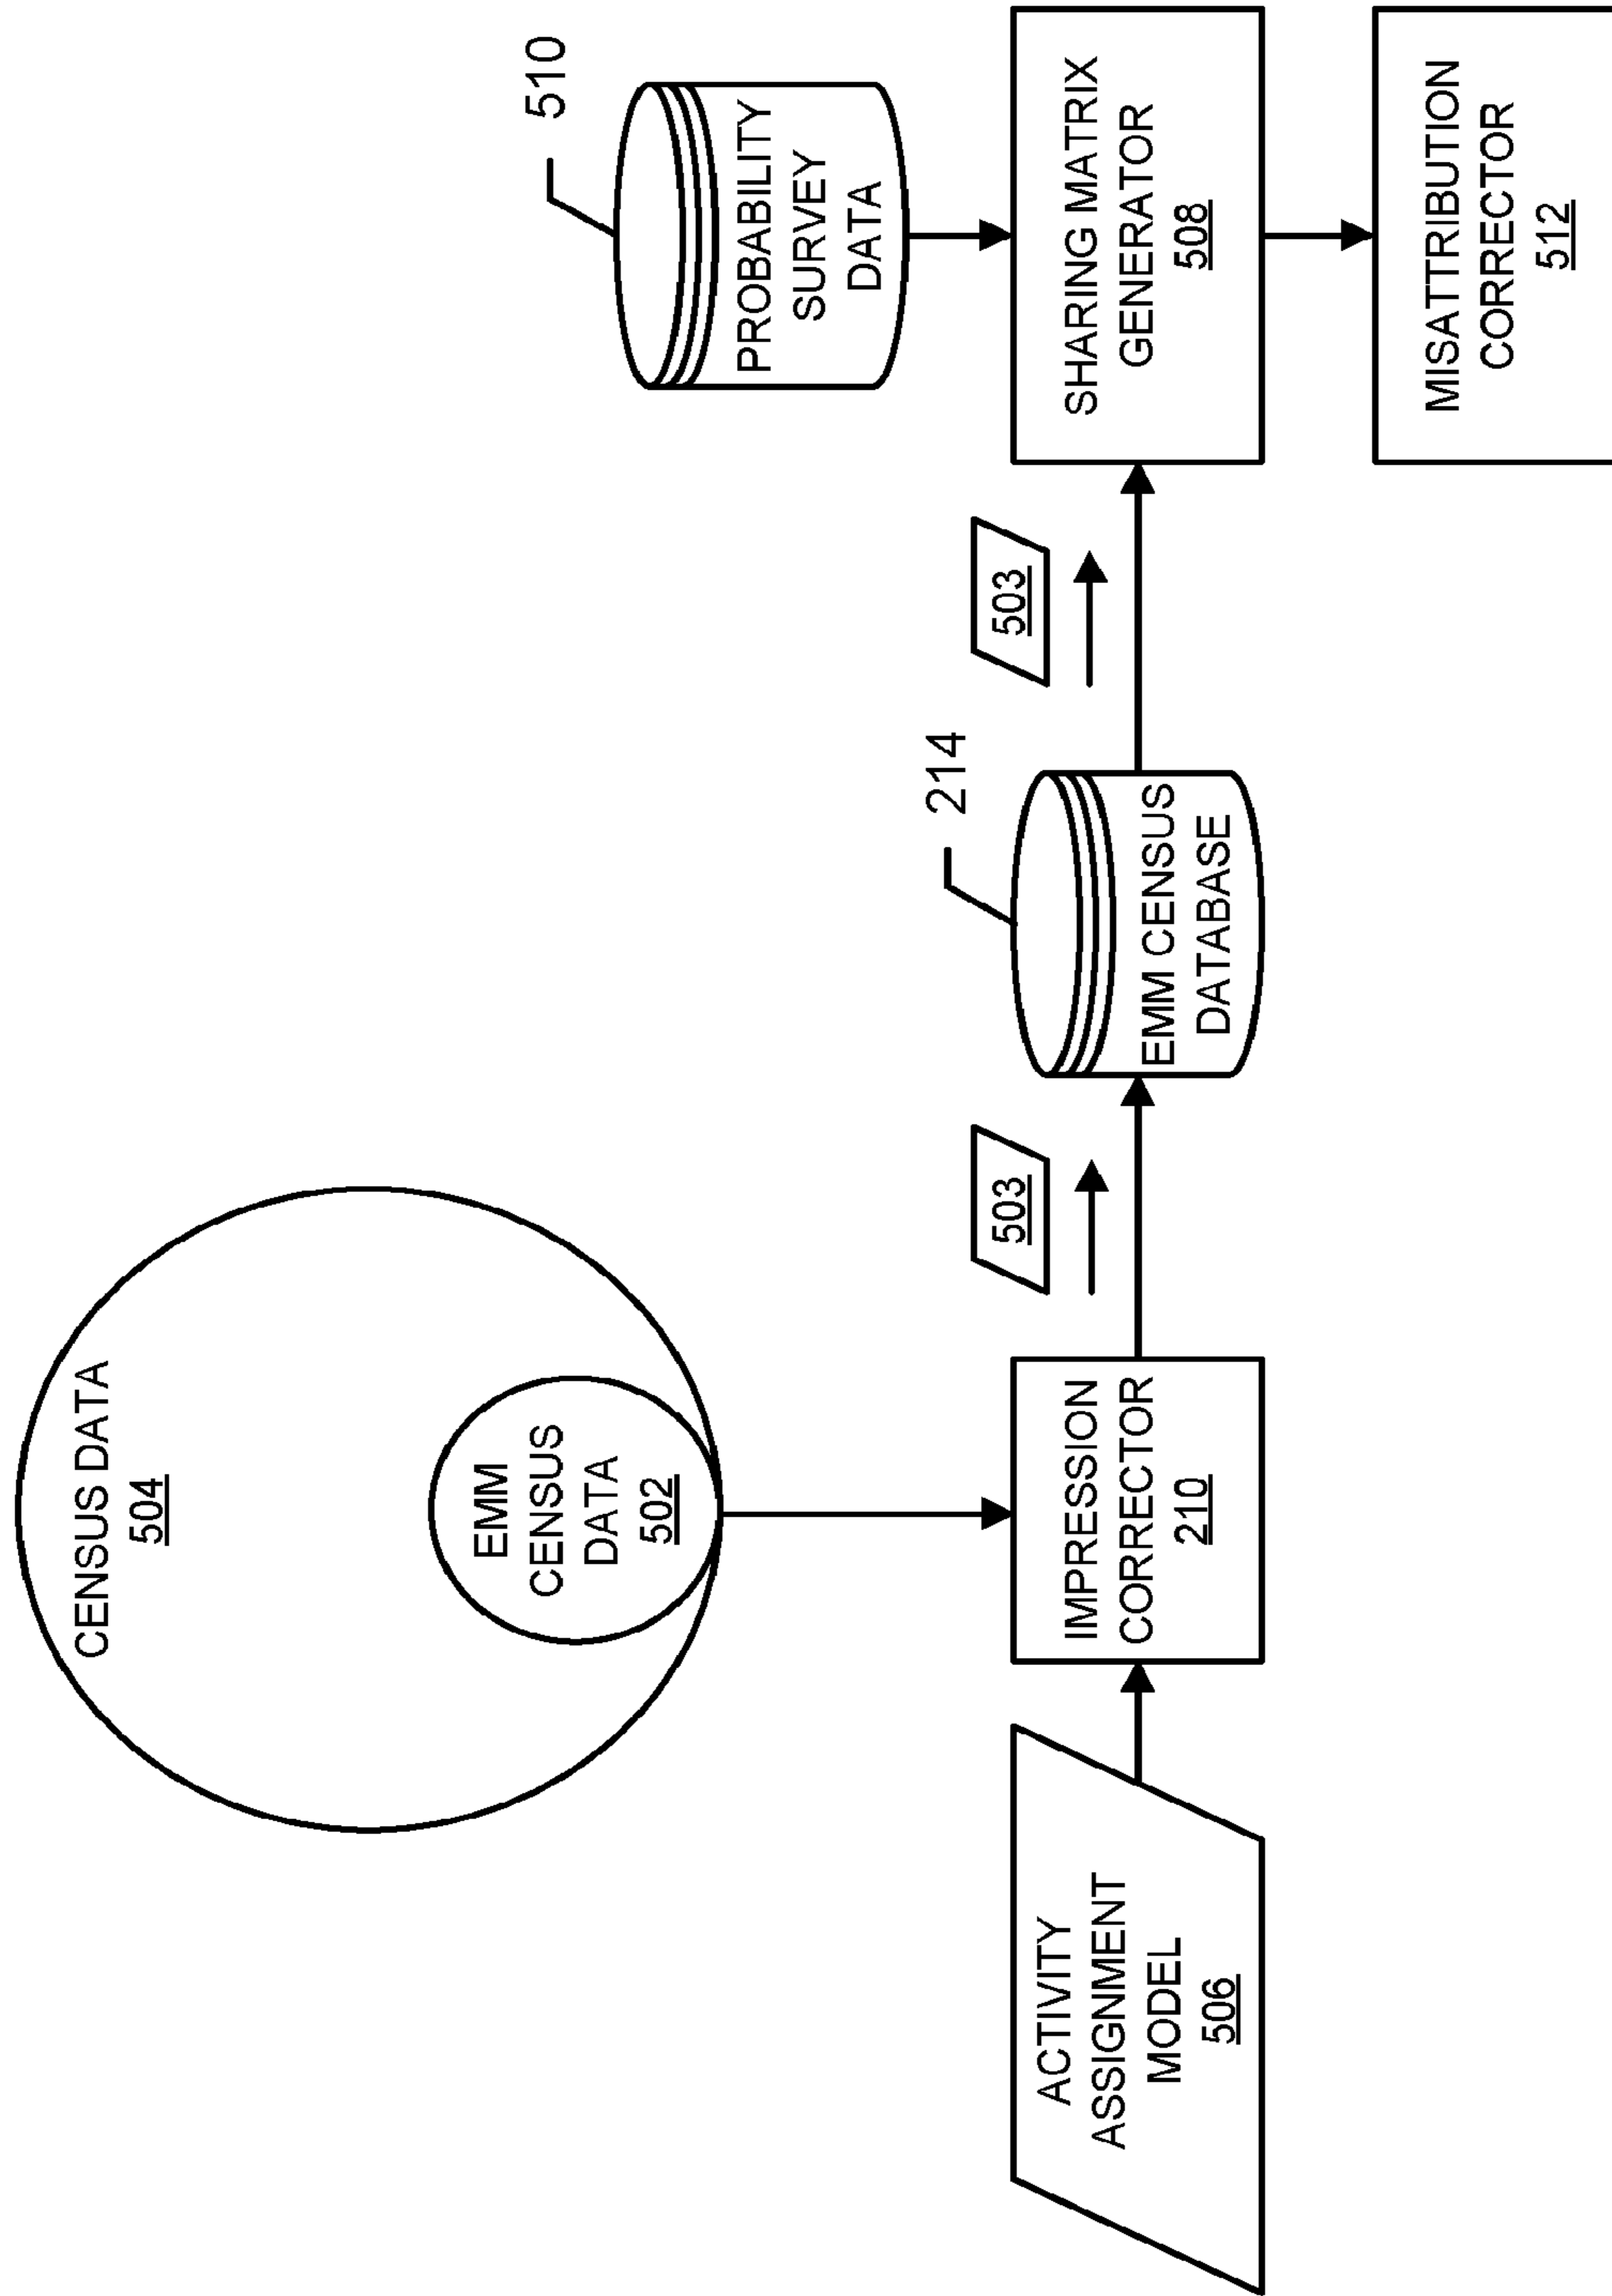 CENSUS DATA
504
EMM
CENSUS
DATA
502
510
PROBABILITY
SURVEY
DATA
ACTIVITY
ASSIGNMENT
MODEL
506
IMPRESSION
CORRECTOR
210
503
214
EMM CENSUS
DATABASE
503
SHARING MATRIX
GENERATOR
508
MISATTRIBUTION
CORRECTOR
512